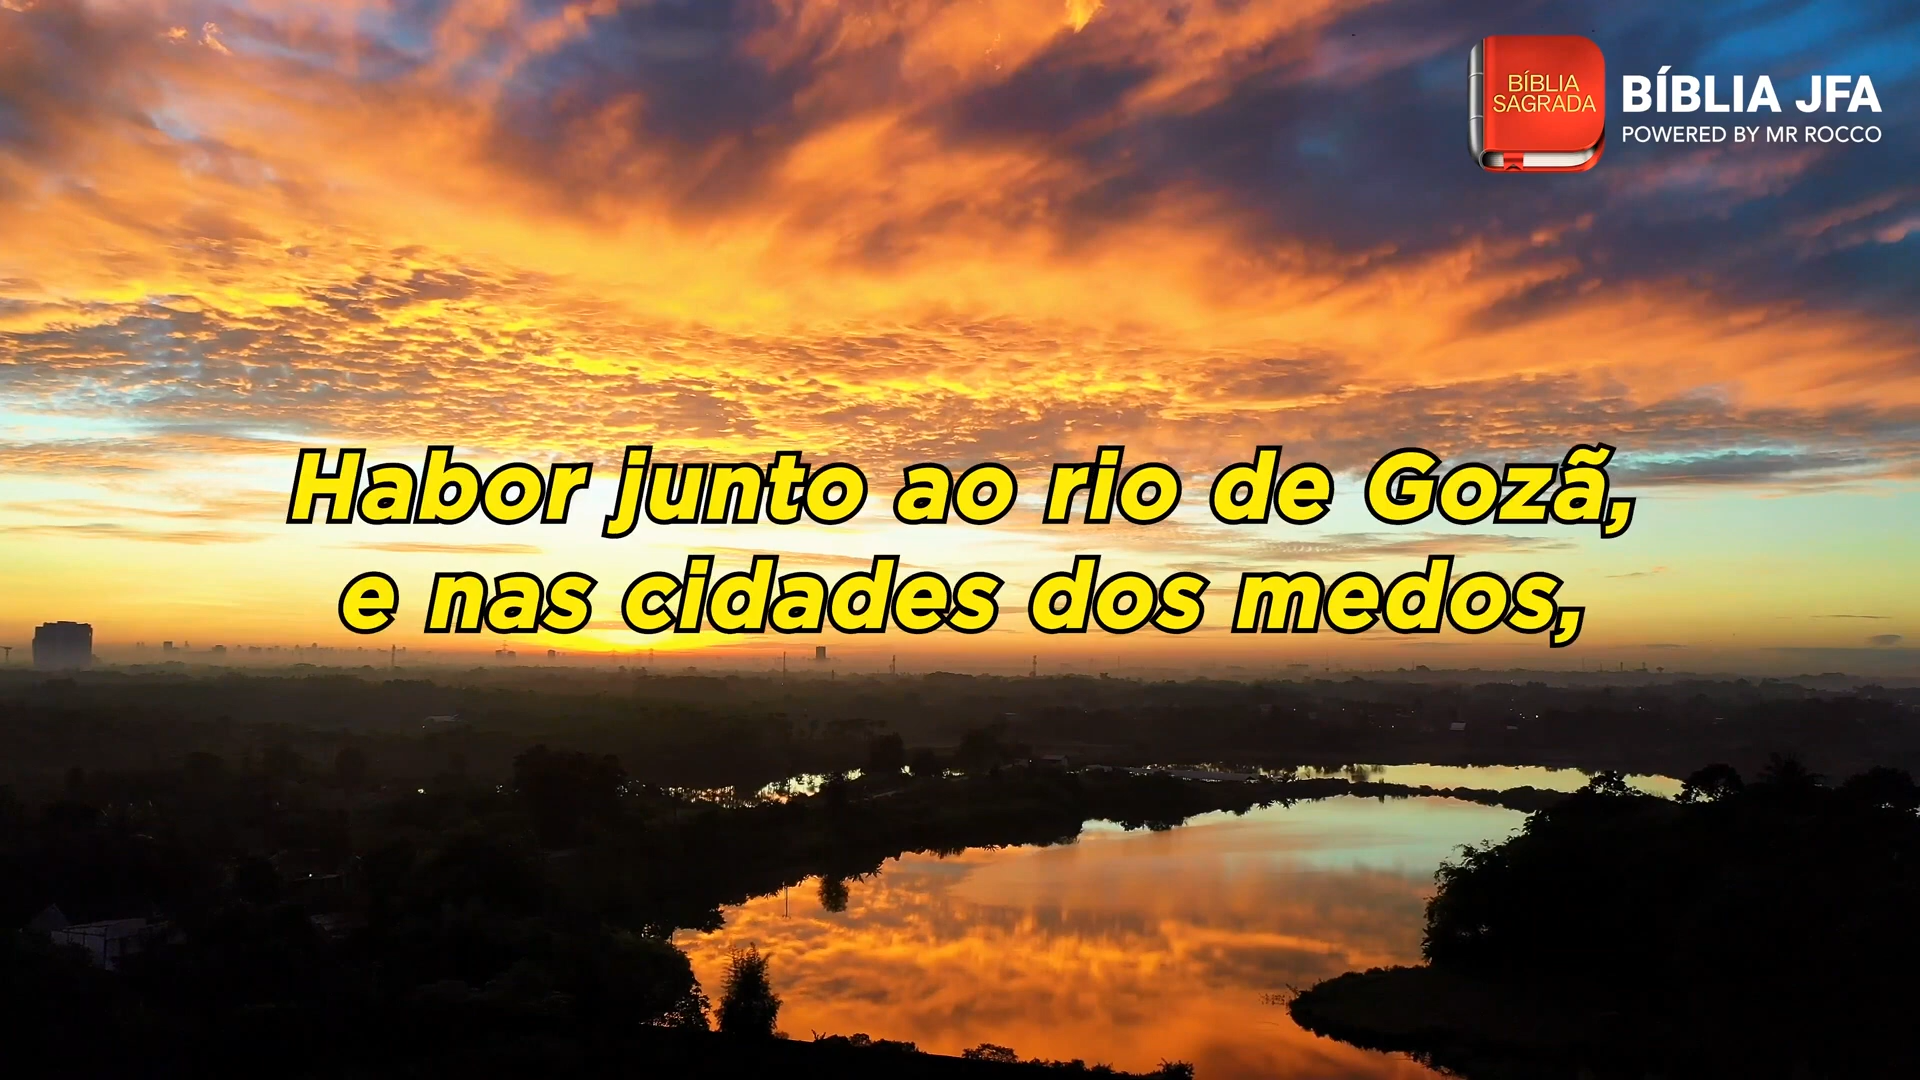 BÍBLIA
SAGRADA
BÍBLIA JFA
POWERED BY MR ROCCO
Habor junto ao rio de Gozã,
e nas cidades dos medos,